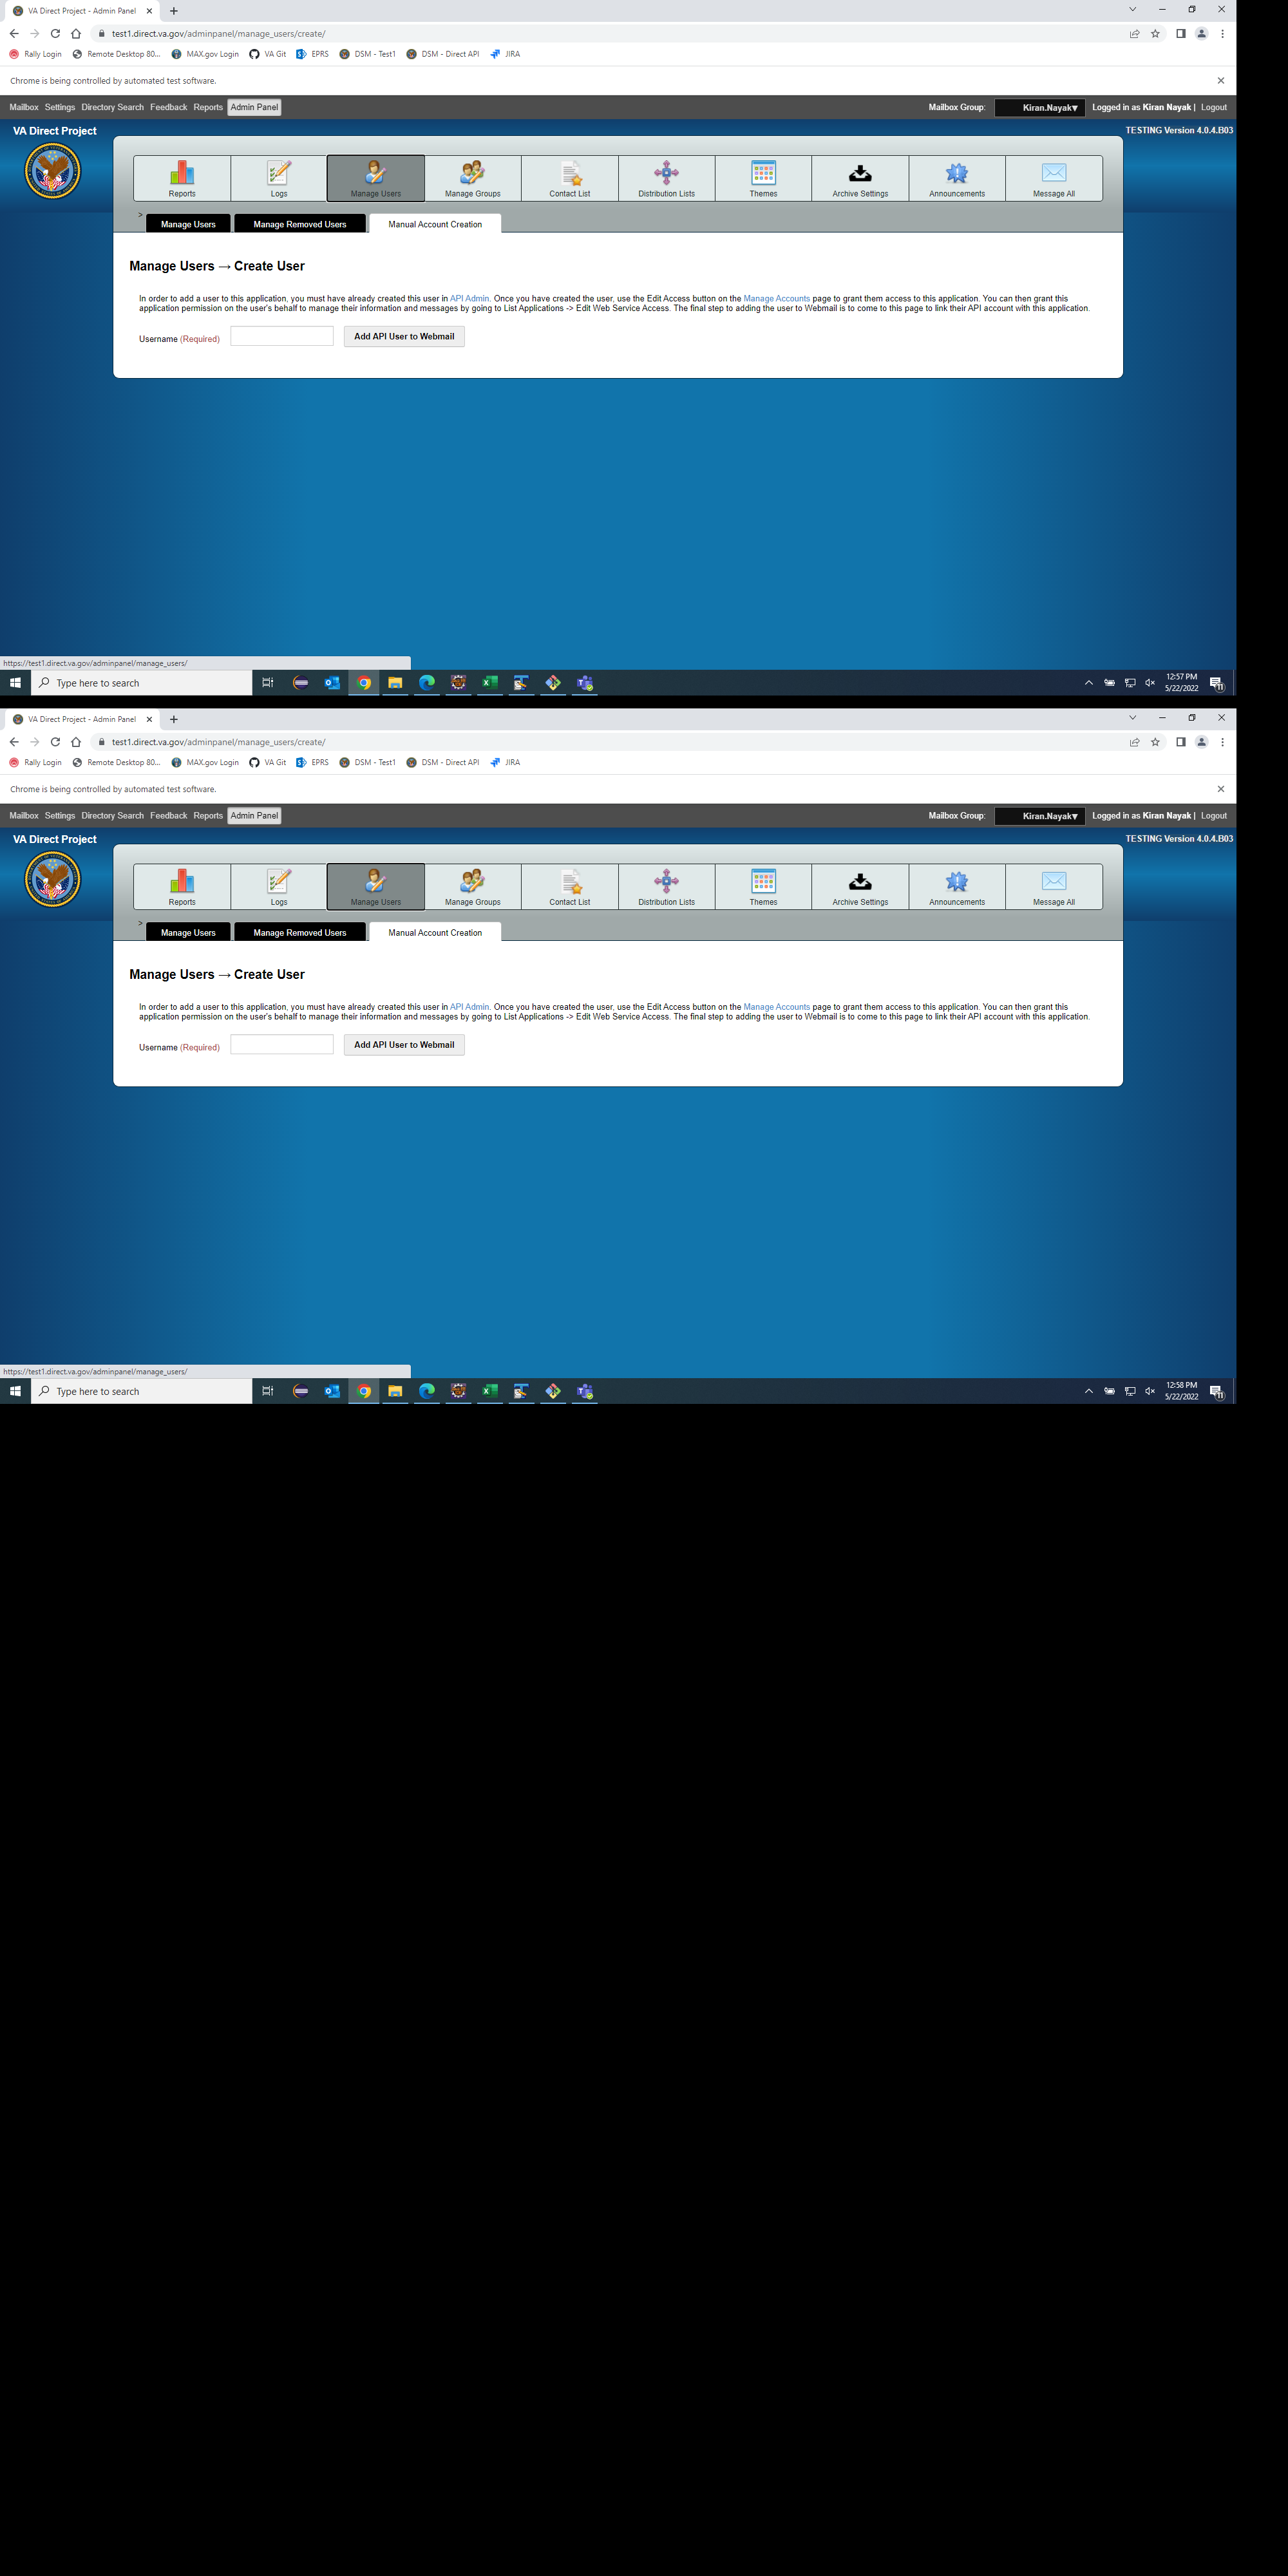 VA Direct Project - Admin Panel
test1.direct.va.gov/adminpanel/manage_users/create/
Rally Login Remote Desktop 80... MAX.gov Login VA Git EPRS DSM - Test1 DSM - Direct API JIRA
Chrome is being controlled by automated test software.
Mailbox Settings Directory Search Feedback Reports Admin Panel Mailbox Group: Kiran.Nayak▼ Logged in as Kiran Nayak | Logout
VA Direct Project TESTING Version 4.0.4.B03
Reports Logs Manage Users Manage Groups Contact List Distribution Lists Themes Archive Settings Announcements Message All
> Manage Users Manage Removed Users Manual Account Creation
Manage Users → Create User
In order to add a user to this application, you must have already created this user in API Admin. Once you have created the user, use the Edit Access button on the Manage Accounts page to grant them access to this application. You can then grant this
application permission on the user's behalf to manage their information and messages by going to List Applications -> Edit Web Service Access. The final step to adding the user to Webmail is to come to this page to link their API account with this application.
Username (Required) Add API User to Webmail
https://test1.direct.va.gov/adminpanel/manage_users/
Type here to search 12:57 PM
5/22/2022 11
VA Direct Project - Admin Panel
test1.direct.va.gov/adminpanel/manage_users/create/
Rally Login Remote Desktop 80... MAX.gov Login VA Git EPRS DSM - Test1 DSM - Direct API JIRA
Chrome is being controlled by automated test software.
Mailbox Settings Directory Search Feedback Reports Admin Panel Mailbox Group: Kiran.Nayak▼ Logged in as Kiran Nayak | Logout
VA Direct Project TESTING Version 4.0.4.B03
Reports Logs Manage Users Manage Groups Contact List Distribution Lists Themes Archive Settings Announcements Message All
> Manage Users Manage Removed Users Manual Account Creation
Manage Users → Create User
In order to add a user to this application, you must have already created this user in API Admin. Once you have created the user, use the Edit Access button on the Manage Accounts page to grant them access to this application. You can then grant this
application permission on the user's behalf to manage their information and messages by going to List Applications -> Edit Web Service Access. The final step to adding the user to Webmail is to come to this page to link their API account with this application.
Username (Required) Add API User to Webmail
https://test1.direct.va.gov/adminpanel/manage_users/
Type here to search 12:58 PM
5/22/2022 11